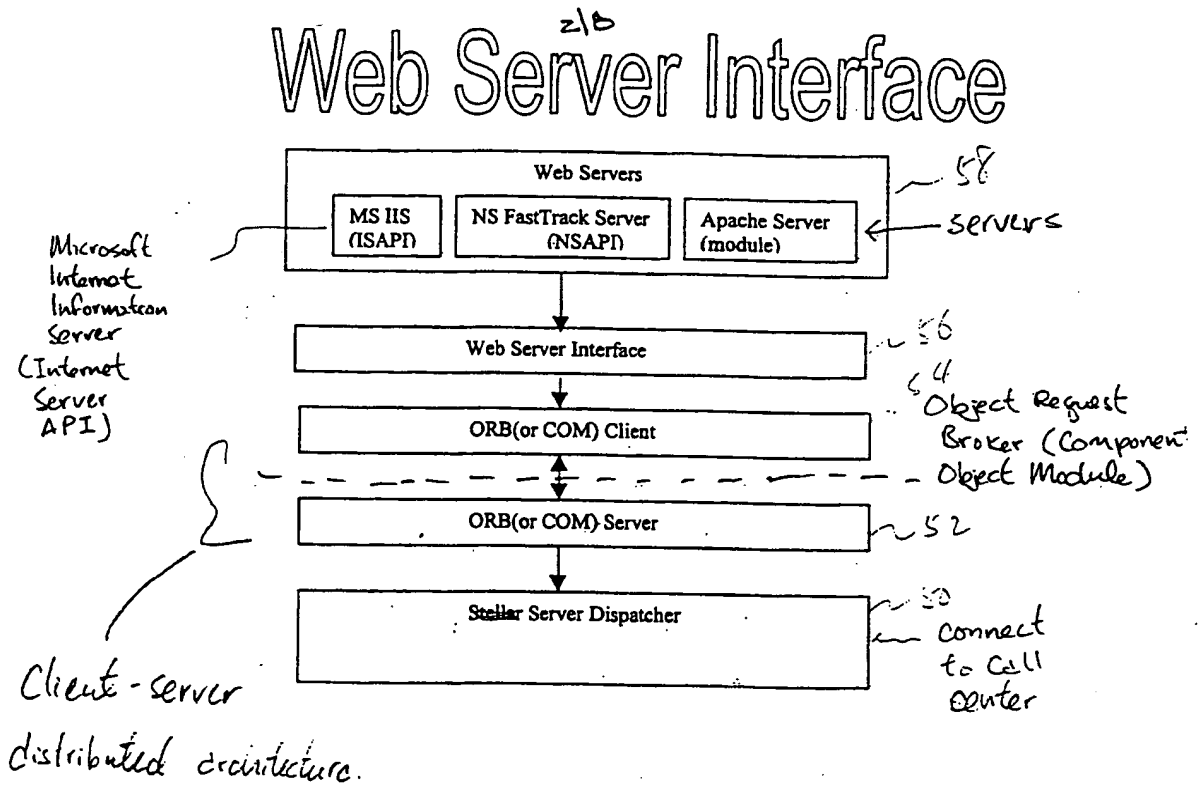 2/8
Web Server Interface
Web Servers
58
MS IIS
(ISAPI)
NS FastTrack Server
(NSAPI)
Apache Server
(module)
servers
Microsoft
Internet
Information
server
(Internet
Server
API)
Web Server Interface
56
ORB(or COM) Client
54
Object Request
Broker (Component
Object Module)
ORB(or COM) Server
52
Stellar Server Dispatcher
50
connect
to Call
center
Client-server
distributed architecture.